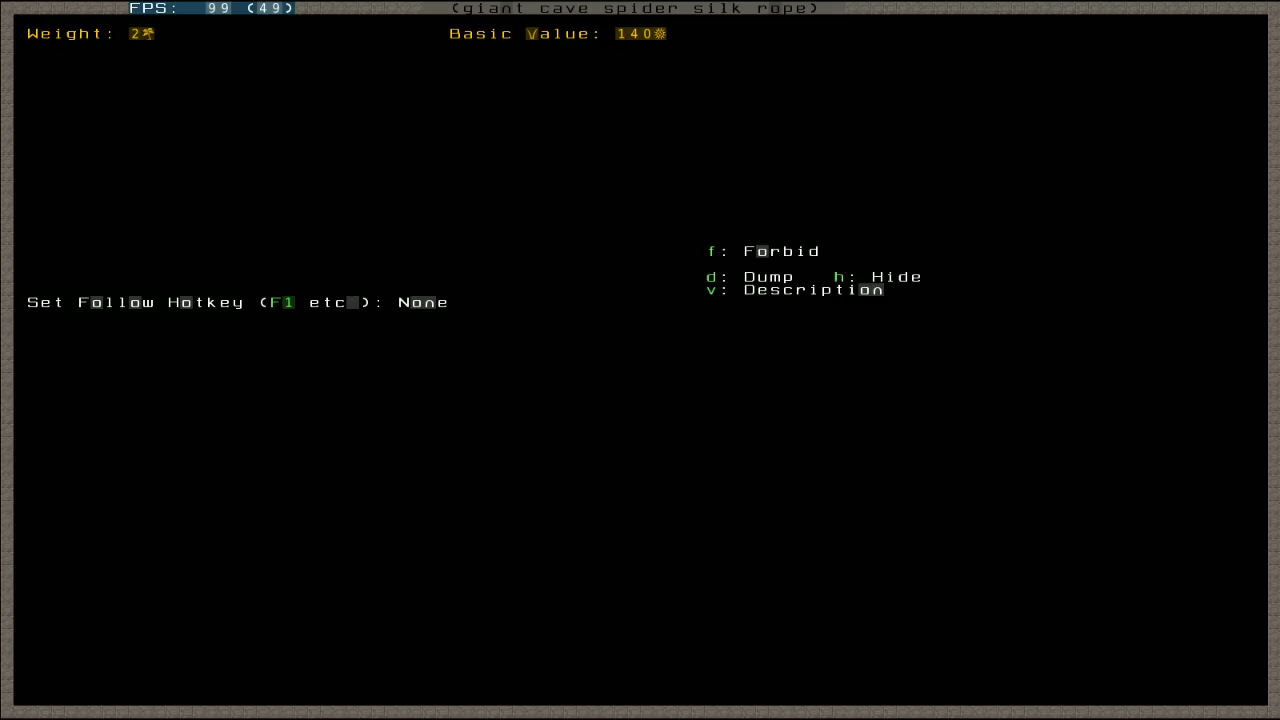 FPS: 99 (49) (giant cave spider silk rope)
Weight: 2 Basic Value: 140☼
f: Forbid
d: Dump h: Hide
v: Description
Set Follow Hotkey (F1 etc.): None